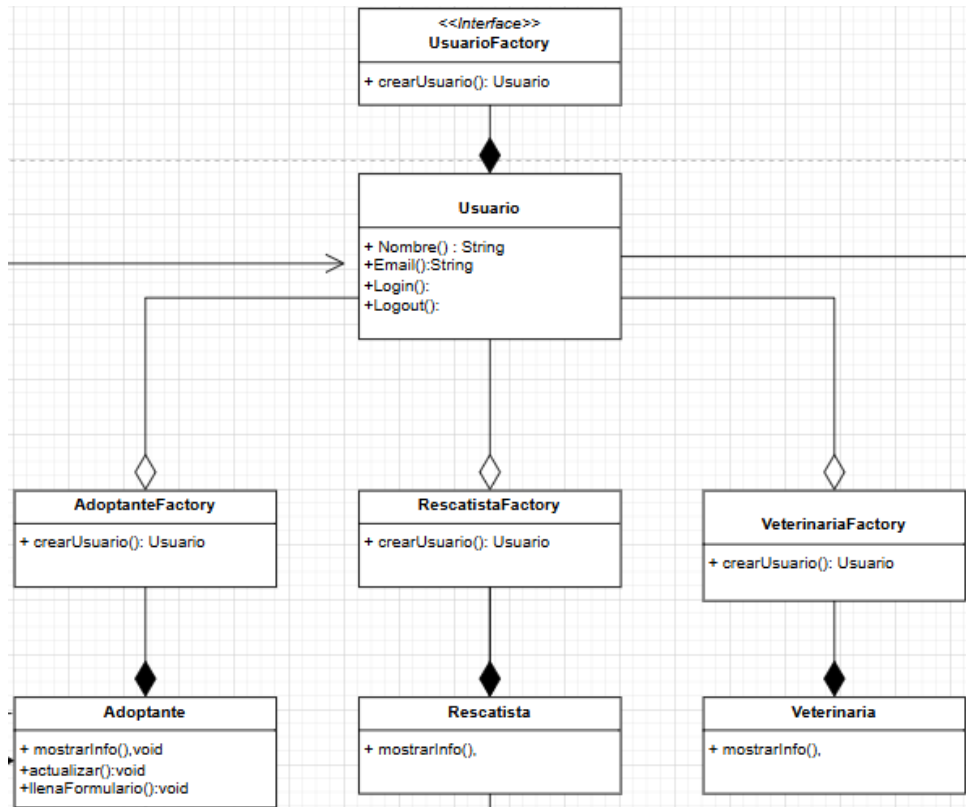 <<Interface>>
UsuarioFactory
+ crearUsuario(): Usuario
Usuario
+ Nombre() : String
+Email():String
+Login():
+Logout():
AdoptanteFactory
+ crearUsuario(): Usuario
RescatistaFactory
+ crearUsuario(): Usuario
VeterinariaFactory
+ crearUsuario(): Usuario
Adoptante
+ mostrarInfo(),void
+actualizar():void
+llenaFormulario():void
Rescatista
+ mostrarInfo(),
Veterinaria
+ mostrarInfo(),